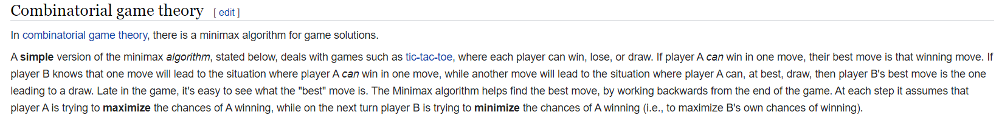 Combinatorial game theory [ edit ]
In combinatorial game theory, there is a minimax algorithm for game solutions.
A simple version of the minimax algorithm, stated below, deals with games such as tic-tac-toe, where each player can win, lose, or draw. If player A can win in one move, their best move is that winning move. If
player B knows that one move will lead to the situation where player A can win in one move, while another move will lead to the situation where player A can, at best, draw, then player B's best move is the one
leading to a draw. Late in the game, it's easy to see what the "best" move is. The Minimax algorithm helps find the best move, by working backwards from the end of the game. At each step it assumes that
player A is trying to maximize the chances of A winning, while on the next turn player B is trying to minimize the chances of A winning (i.e., to maximize B's own chances of winning).